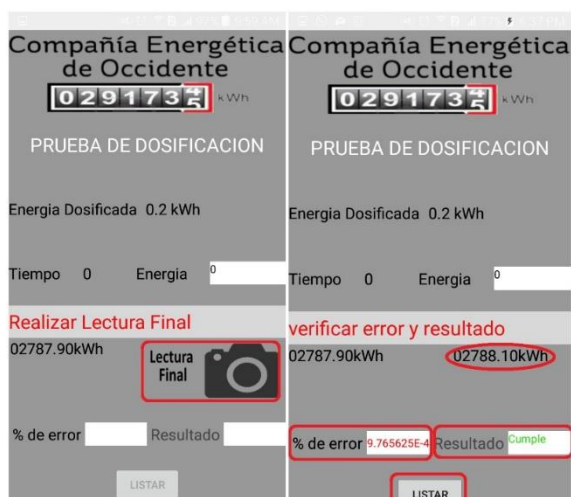 Compañía Energética
de Occidente
029173 kWh
PRUEBA DE DOSIFICACION
Energia Dosificada 0.2 kWh
Tiempo 0 Energia 0
Realizar Lectura Final
02787.90kWh
Lectura
Final
% de error Resultado
LISTAR
Compañía Energética
de Occidente
029173 kWh
PRUEBA DE DOSIFICACION
Energia Dosificada 0.2 kWh
Tiempo 0 Energia 0
verificar error y resultado
02787.90kWh 02788.10kWh
% de error 9.765625E-4 Resultado Cumple
LISTAR